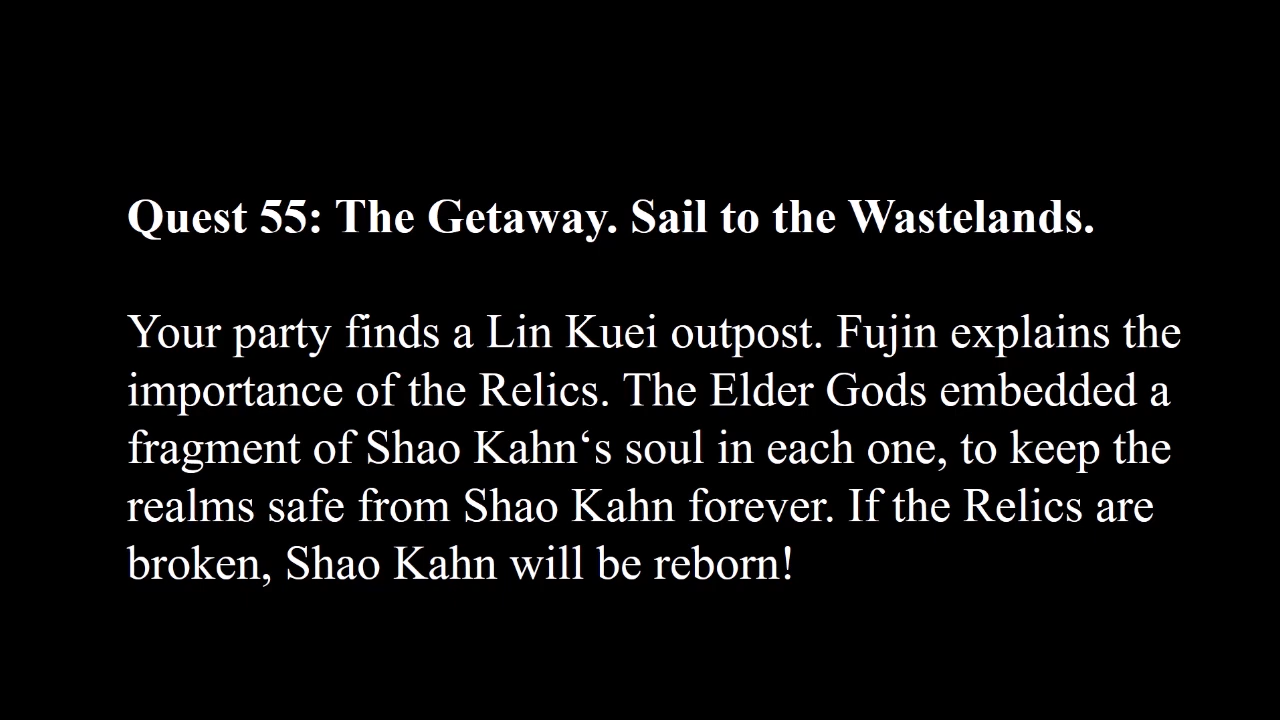 Quest 55: The Getaway. Sail to the Wastelands.
Your party finds a Lin Kuei outpost. Fujin explains the
importance of the Relics. The Elder Gods embedded a
fragment of Shao Kahn‘s soul in each one, to keep the
realms safe from Shao Kahn forever. If the Relics are
broken, Shao Kahn will be reborn!